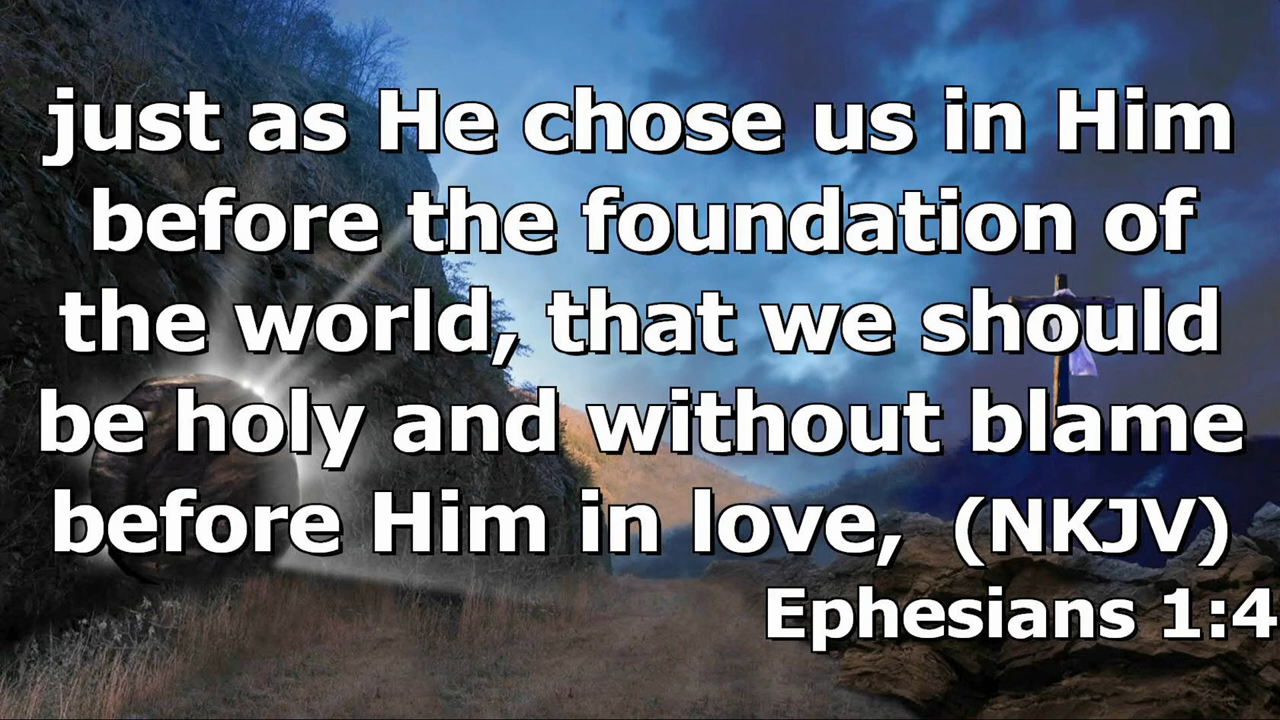 just as He chose us in Him
before the foundation of
the world, that we should
be holy and without blame
before Him in love, (NKJV)
Ephesians 1:4